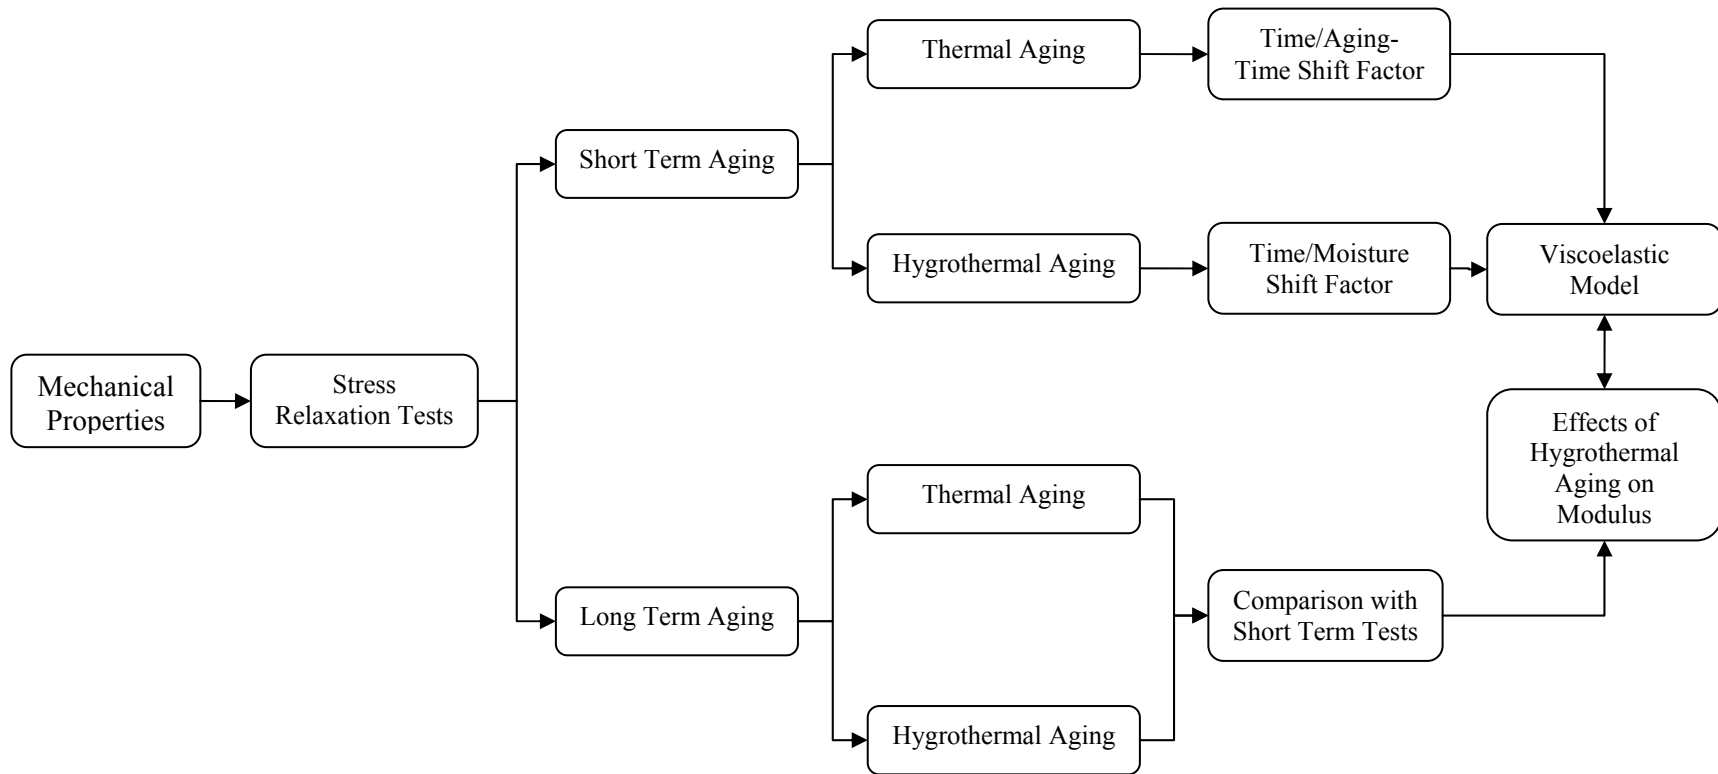 Thermal Aging
Time/Aging-
Time Shift Factor
Short Term Aging
Hygrothermal Aging
Time/Moisture
Shift Factor
Viscoelastic
Model
Mechanical
Properties
Stress
Relaxation Tests
Effects of
Hygrothermal
Aging on
Modulus
Thermal Aging
Long Term Aging
Comparison with
Short Term Tests
Hygrothermal Aging